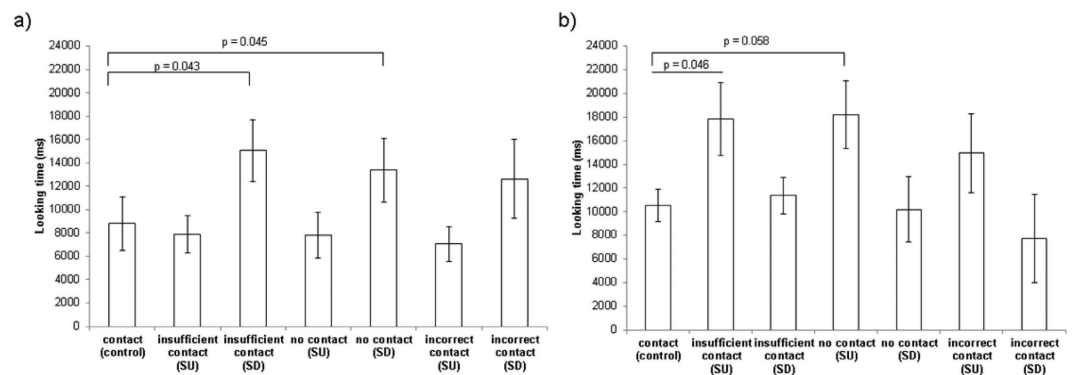 a)
p = 0.045
p = 0.043
Looking time (ms)
24000
22000
20000
18000
16000
14000
12000
10000
8000
6000
4000
2000
0
contact (control)
insufficient contact (SU)
insufficient contact (SD)
no contact (SU)
no contact (SD)
incorrect contact (SU)
incorrect contact (SD)
b)
p = 0.058
p = 0.046
Looking time (ms)
24000
22000
20000
18000
16000
14000
12000
10000
8000
6000
4000
2000
0
contact (control)
insufficient contact (SU)
insufficient contact (SD)
no contact (SU)
no contact (SD)
incorrect contact (SU)
incorrect contact (SD)